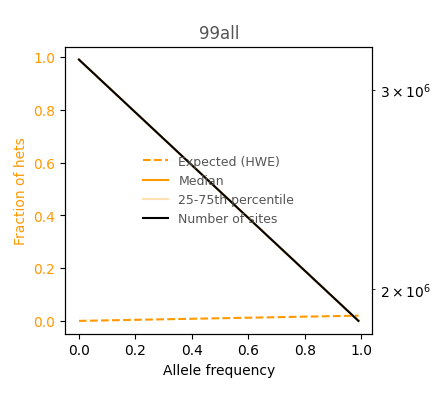 99all
1.0
0.8
0.6
0.4
0.2
0.0
Fraction of hets
Expected (HWE)
Median
25-75th percentile
Number of sites
3 × 10⁶
2 × 10⁶
0.0 0.2 0.4 0.6 0.8 1.0
Allele frequency